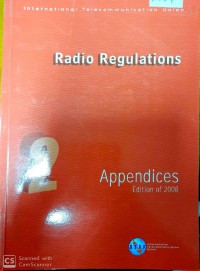 International Telecommunication Union
Radio Regulations
2
Appendices
Edition of 2008
CS Scanned with
CamScanner